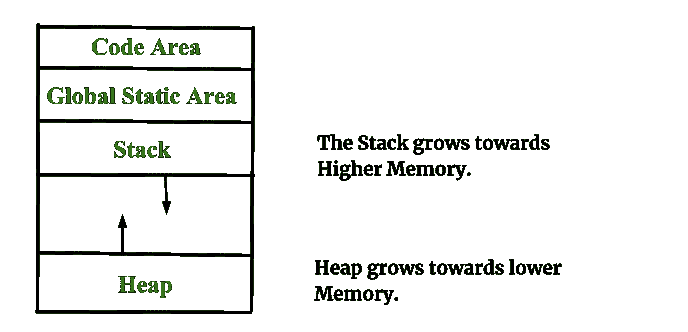 Code Area
Global Static Area
Stack
The Stack grows towards
Higher Memory.
Heap grows towards lower
Memory.
Heap